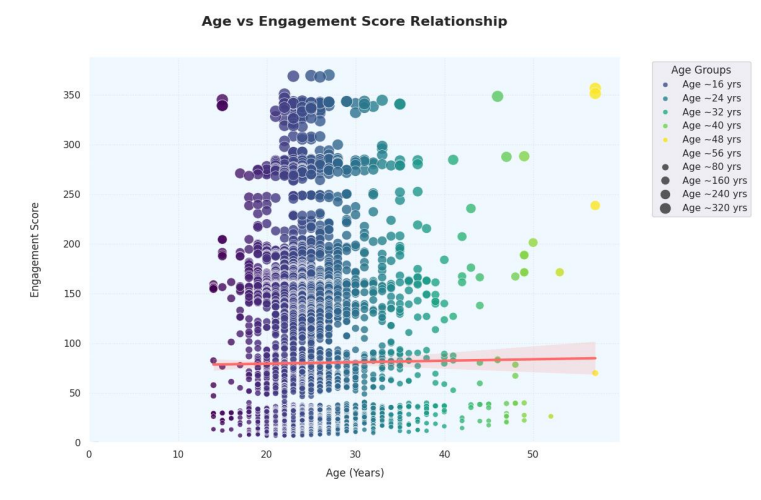 Age vs Engagement Score Relationship
Engagement Score
350
300
250
200
150
100
50
0
0 10 20 30 40 50
Age (Years)
Age Groups
Age ~16 yrs
Age ~24 yrs
Age ~32 yrs
Age ~40 yrs
Age ~48 yrs
Age ~56 yrs
Age ~80 yrs
Age ~160 yrs
Age ~240 yrs
Age ~320 yrs